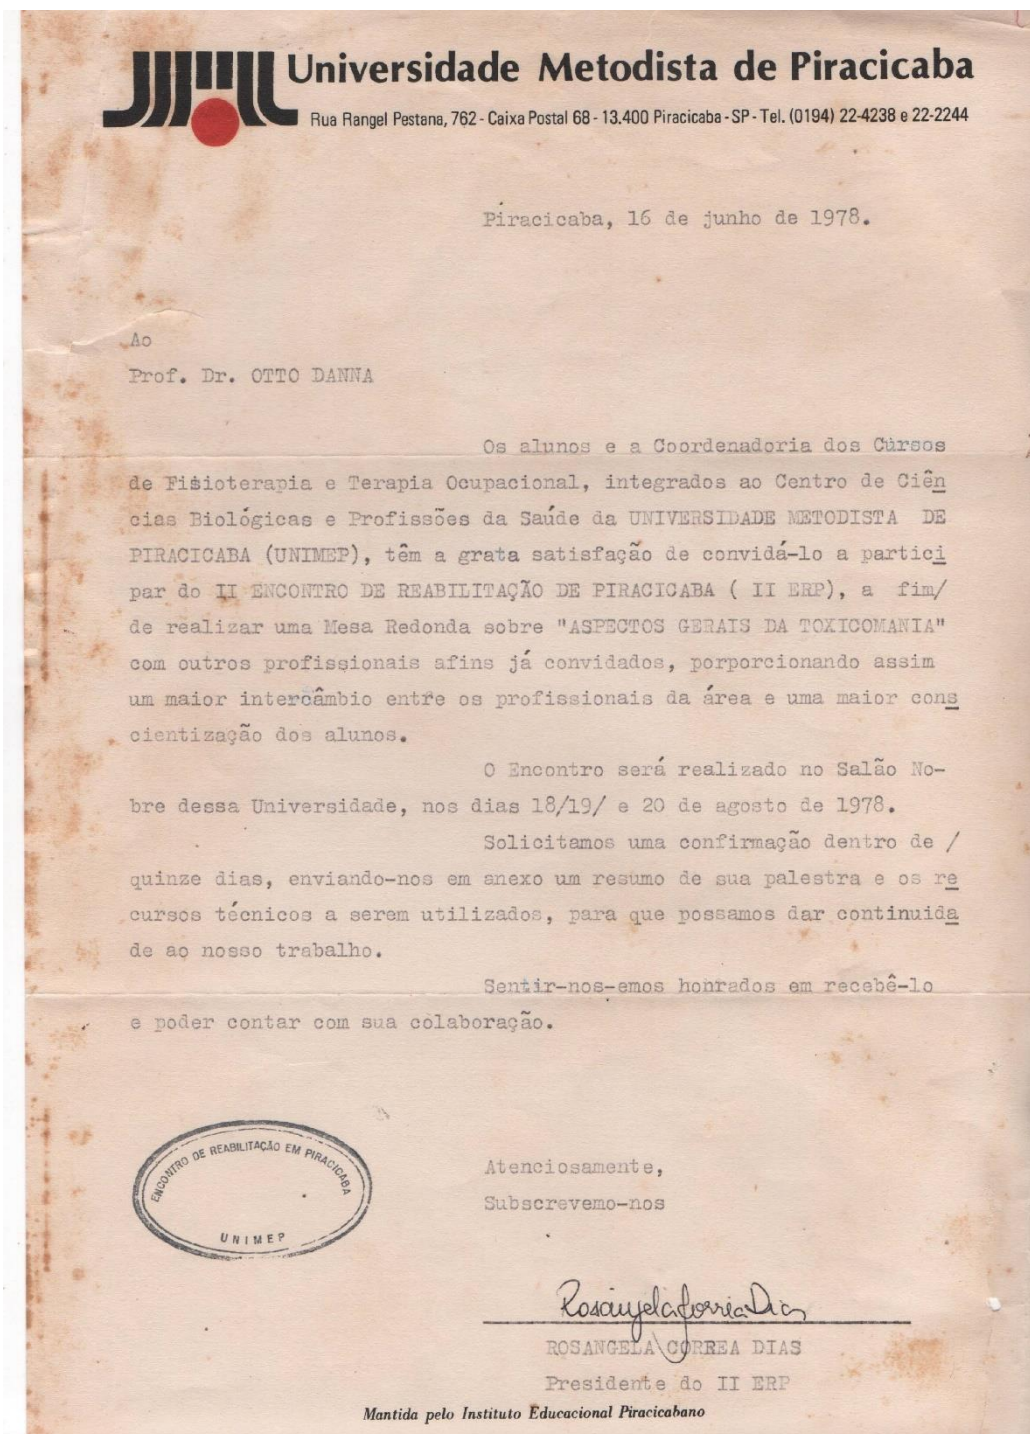 Universidade Metodista de Piracicaba
Rua Rangel Pestana, 762 - Caixa Postal 68 - 13.400 Piracicaba - SP - Tel. (0194) 22-4238 e 22-2244
Piracicaba, 16 de junho de 1978.
Ao
Prof. Dr. OTTO DANNA
Os alunos e a Coordenadoria dos Cursos
de Fisioterapia e Terapia Ocupacional, integrados ao Centro de Ciên
cias Biológicas e Profissões da Saúde da UNIVERSIDADE METODISTA DE
PIRACICABA (UNIMEP), têm a grata satisfação de convidá-lo a partici
par do II ENCONTRO DE REABILITAÇÃO DE PIRACICABA ( II ERP), a fim/
de realizar uma Mesa Redonda sobre "ASPECTOS GERAIS DA TOXICOMANIA"
com outros profissionais afins já convidados, porporcionando assim
um maior intercâmbio entre os profissionais da área e uma maior cons
cientização dos alunos.
O Encontro será realizado no Salão No-
bre dessa Universidade, nos dias 18/19/ e 20 de agosto de 1978.
Solicitamos uma confirmação dentro de /
quinze dias, enviando-nos em anexo um resumo de sua palestra e os re
cursos técnicos a serem utilizados, para que possamos dar continuida
de ao nosso trabalho.
Sentir-nos-emos honrados em recebê-lo
e poder contar com sua colaboração.
ENCONTRO DE REABILITAÇÃO EM PIRACICABA
UNIMEP
Atenciosamente,
Subscrevemo-nos
Rosangela Correa Dias
ROSANGELA CORREA DIAS
Presidente do II ERP
Mantida pelo Instituto Educacional Piracicabano